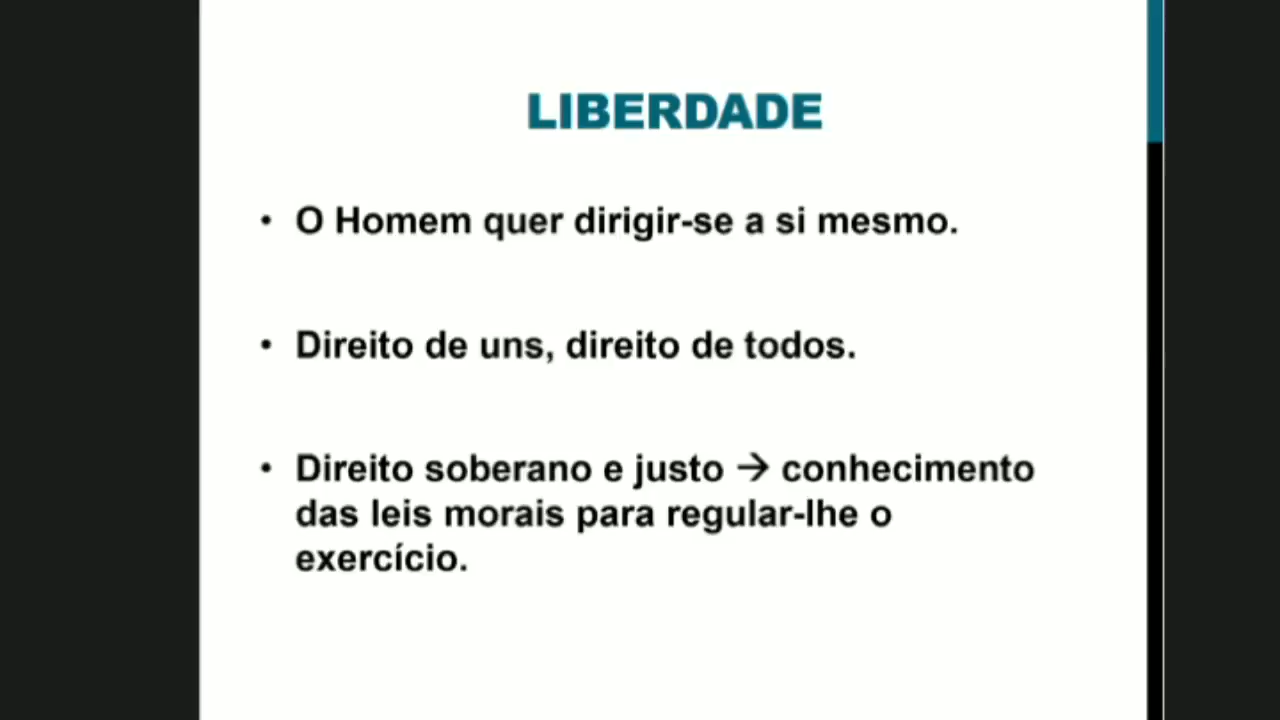 LIBERDADE
• O Homem quer dirigir-se a si mesmo.
• Direito de uns, direito de todos.
• Direito soberano e justo → conhecimento
das leis morais para regular-lhe o
exercício.